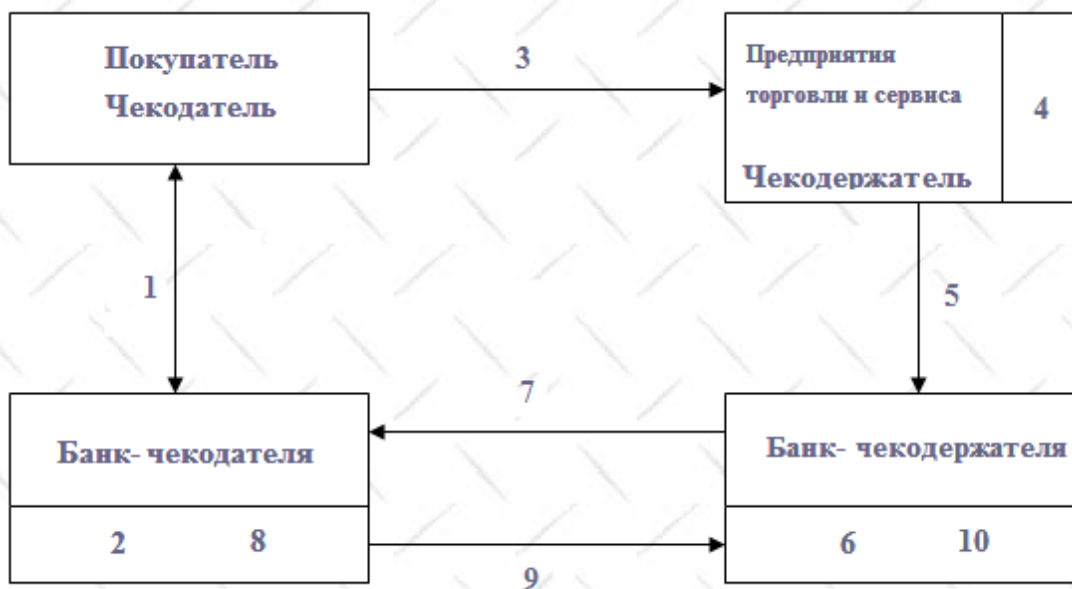 Покупатель
Чекодатель
3
Предприятия
торговли и сервиса
Чекодержатель
4
1
5
7
Банк- чекодателя
Банк- чекодержателя
2 8
6 10
9